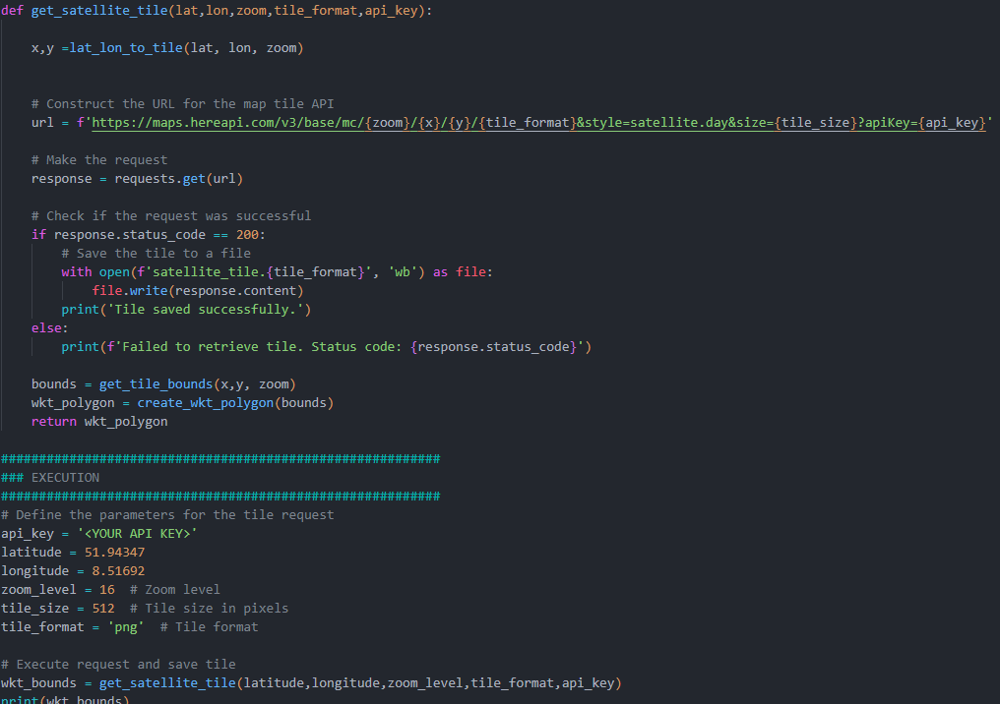 def get_satellite_tile(lat,lon,zoom,tile_format,api_key):
x,y =lat_lon_to_tile(lat, lon, zoom)
# Construct the URL for the map tile API
url = f'https://maps.hereapi.com/v3/base/mc/{zoom}/{x}/{y}/{tile_format}&style=satellite.day&size={tile_size}?apiKey={api_key}'
# Make the request
response = requests.get(url)
# Check if the request was successful
if response.status_code == 200:
# Save the tile to a file
with open(f'satellite_tile.{tile_format}', 'wb') as file:
file.write(response.content)
print('Tile saved successfully.')
else:
print(f'Failed to retrieve tile. Status code: {response.status_code}')
bounds = get_tile_bounds(x,y, zoom)
wkt_polygon = create_wkt_polygon(bounds)
return wkt_polygon
##########################################################
### EXECUTION
##########################################################
# Define the parameters for the tile request
api_key = '<YOUR API KEY>'
latitude = 51.94347
longitude = 8.51692
zoom_level = 16  # Zoom level
tile_size = 512  # Tile size in pixels
tile_format = 'png'  # Tile format
# Execute request and save tile
wkt_bounds = get_satellite_tile(latitude,longitude,zoom_level,tile_format,api_key)
print(wkt_bounds)